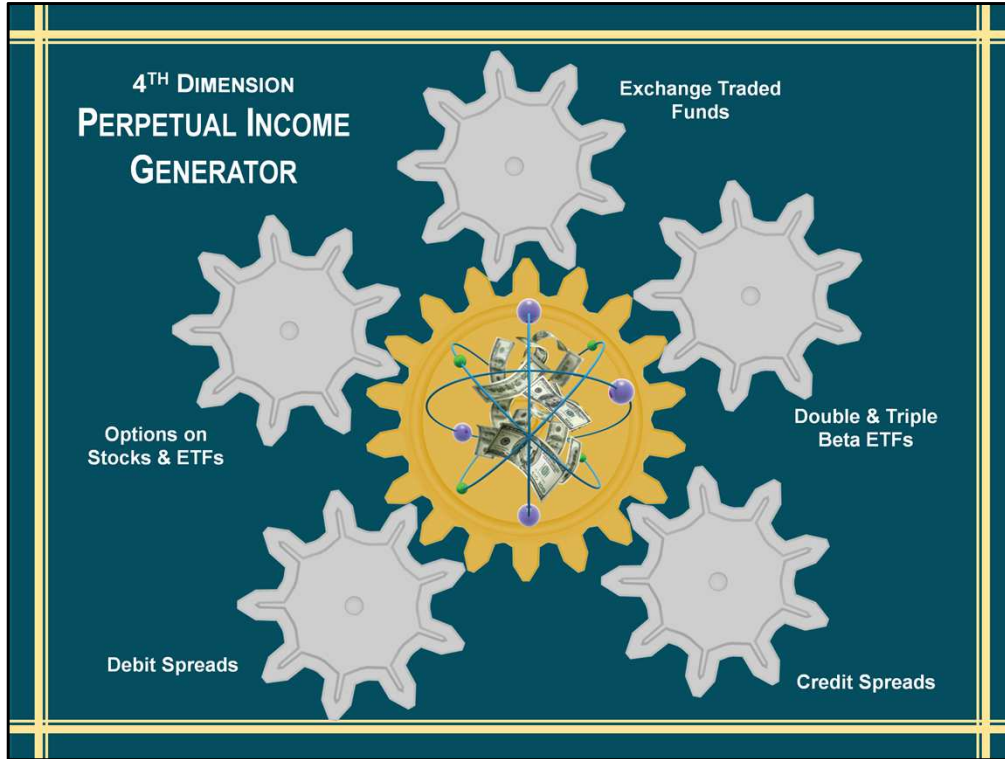 4TH DIMENSION
PERPETUAL INCOME
GENERATOR
Exchange Traded
Funds
Options on
Stocks & ETFs
Double & Triple
Beta ETFs
Debit Spreads
Credit Spreads